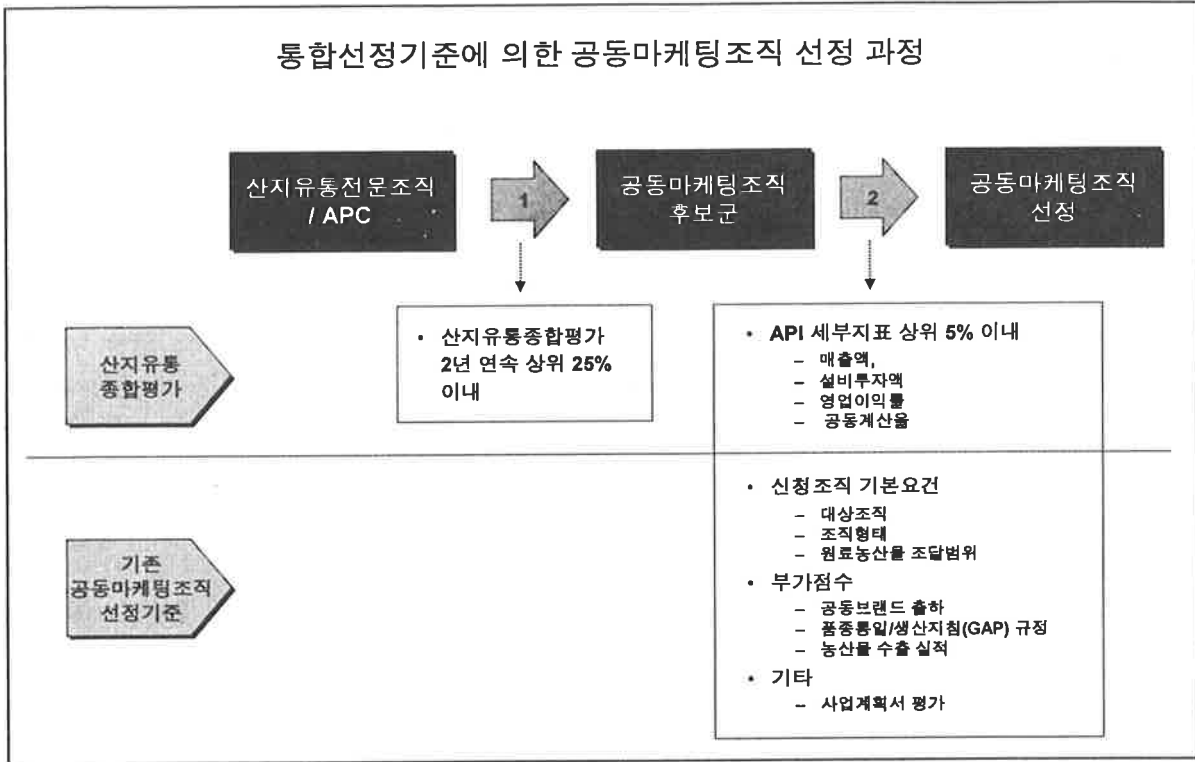 통합선정기준에 의한 공동마케팅조직 선정 과정
산지유통전문조직
/ APC
1
공동마케팅조직
후보군
2
공동마케팅조직
선정
산지유통
종합평가
• 산지유통종합평가
2년 연속 상위 25%
이내
• API 세부지표 상위 5% 이내
– 매출액,
– 설비투자액
– 영업이익률
– 공동계산율
기존
공동마케팅조직
선정기준
• 신청조직 기본요건
– 대상조직
– 조직형태
– 원료농산물 조달범위
• 부가점수
– 공동브랜드 출하
– 품종통일/생산지침(GAP) 규정
– 농산물 수출 실적
• 기타
– 사업계획서 평가